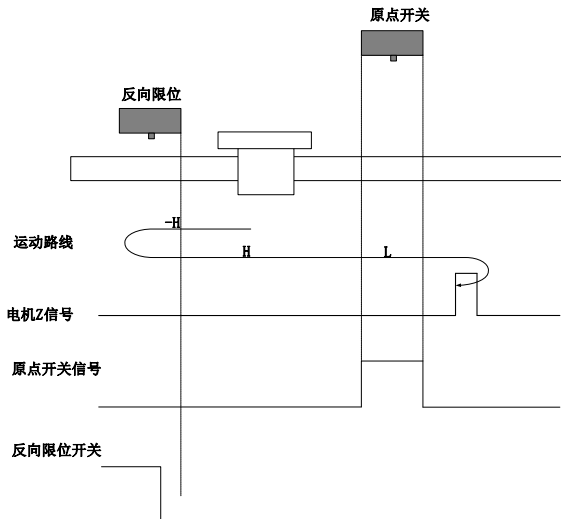 原点开关
反向限位
-H
运动路线
H
L
电机Z信号
原点开关信号
反向限位开关